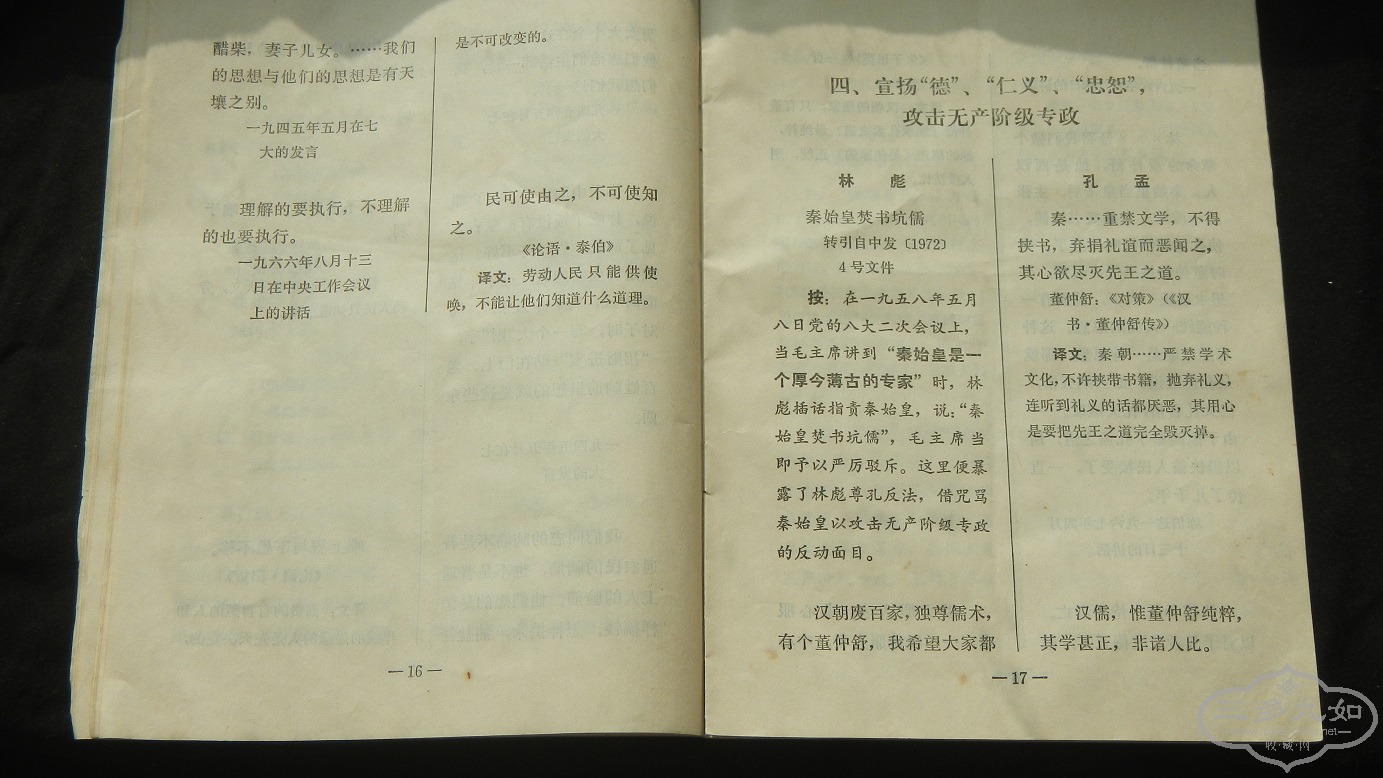 醋柴，妻子儿女。……我们
的思想与他们的思想是有天
壤之别。
一九四五年五月在七
大的发言
理解的要执行，不理解
的也要执行。
一九六六年八月十三
日在中央工作会议
上的讲话
是不可改变的。
民可使由之，不可使知
之。
《论语·泰伯》
译文：劳动人民只能供使
唤，不能让他们知道什么道理。
—16—
四、宣扬“德”、“仁义”、“忠恕”，
攻击无产阶级专政
林　彪
秦始皇焚书坑儒
转引自中发〔1972〕
4号文件
按：在一九五八年五月
八日党的八大二次会议上，
当毛主席讲到“秦始皇是一
个厚今薄古的专家”时，林
彪插话指责秦始皇，说：“秦
始皇焚书坑儒”，毛主席当
即予以严厉驳斥。这里便暴
露了林彪尊孔反法，借咒骂
秦始皇以攻击无产阶级专政
的反动面目。
汉朝废百家，独尊儒术，
有个董仲舒，我希望大家都
孔　孟
秦……重禁文学，不得
挟书，弃捐礼谊而恶闻之，
其心欲尽灭先王之道。
董仲舒：《对策》（《汉
书·董仲舒传》）
译文：秦朝……严禁学术
文化，不许挟带书籍，抛弃礼义，
连听到礼义的话都厌恶，其用心
是要把先王之道完全毁灭掉。
汉儒，惟董仲舒纯粹，
其学甚正，非诸人比。
—17—
.net
收·藏·网